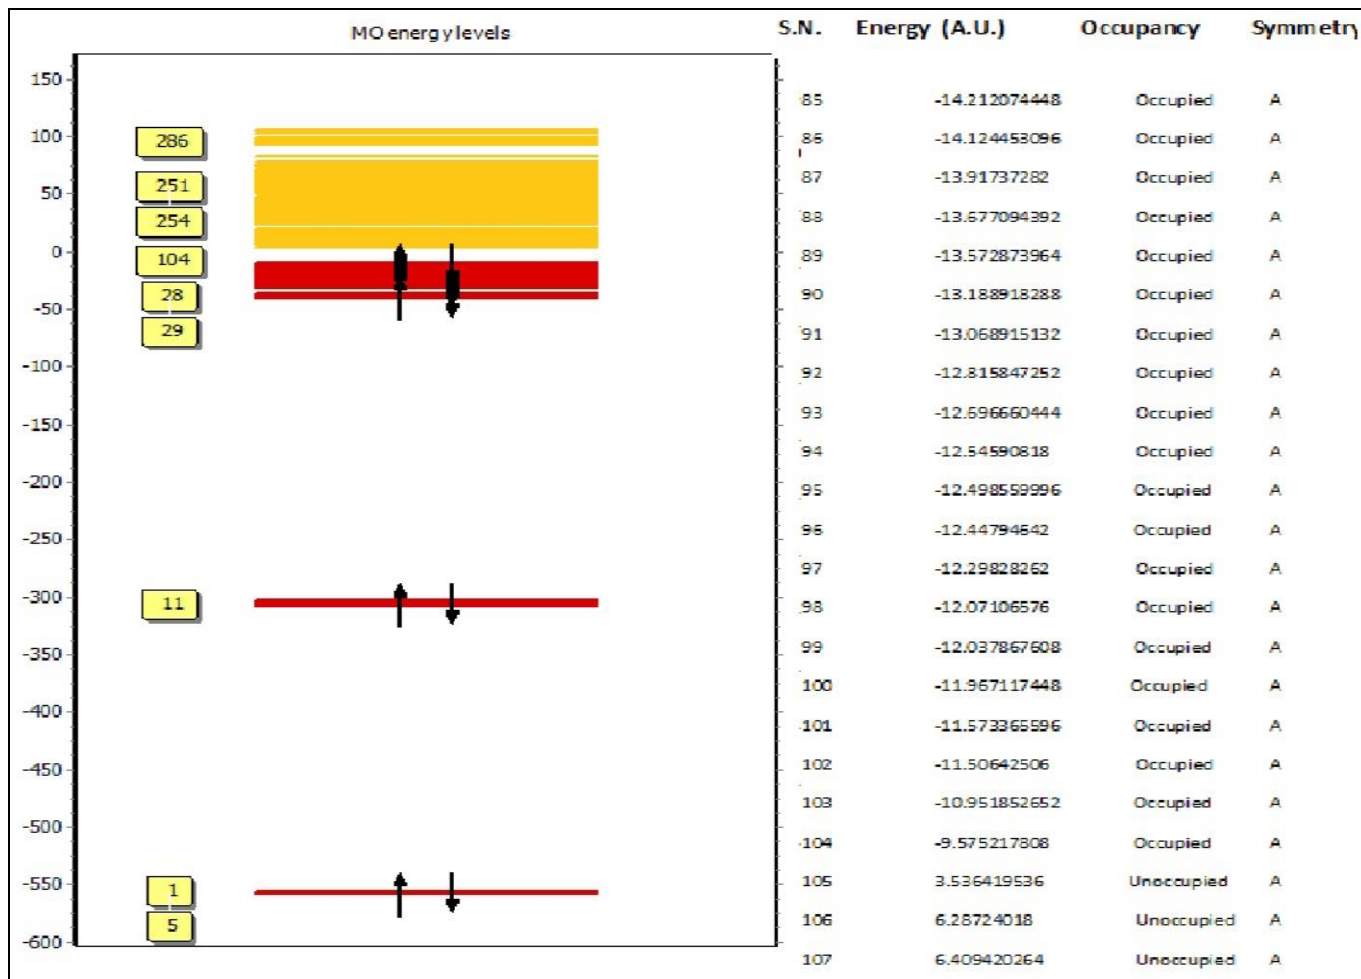 MO energy levels
S.N. Energy (A.U.) Occupancy Symmetry
150
100
50
0
-50
-100
-150
-200
-250
-300
-350
-400
-450
-500
-550
-600
286
251
254
104
28
29
11
1
5
85 -14.212074448 Occupied A
86 -14.124453096 Occupied A
87 -13.91737282 Occupied A
88 -13.677094392 Occupied A
89 -13.572873964 Occupied A
90 -13.188918288 Occupied A
91 -13.068915132 Occupied A
92 -12.815847252 Occupied A
93 -12.696660444 Occupied A
94 -12.54590818 Occupied A
95 -12.498559996 Occupied A
96 -12.44794642 Occupied A
97 -12.29828262 Occupied A
98 -12.07106576 Occupied A
99 -12.037867608 Occupied A
100 -11.967117448 Occupied A
101 -11.573365596 Occupied A
102 -11.50642506 Occupied A
103 -10.951852652 Occupied A
104 -9.575217808 Occupied A
105 3.536419536 Unoccupied A
106 6.28724018 Unoccupied A
107 6.409420264 Unoccupied A